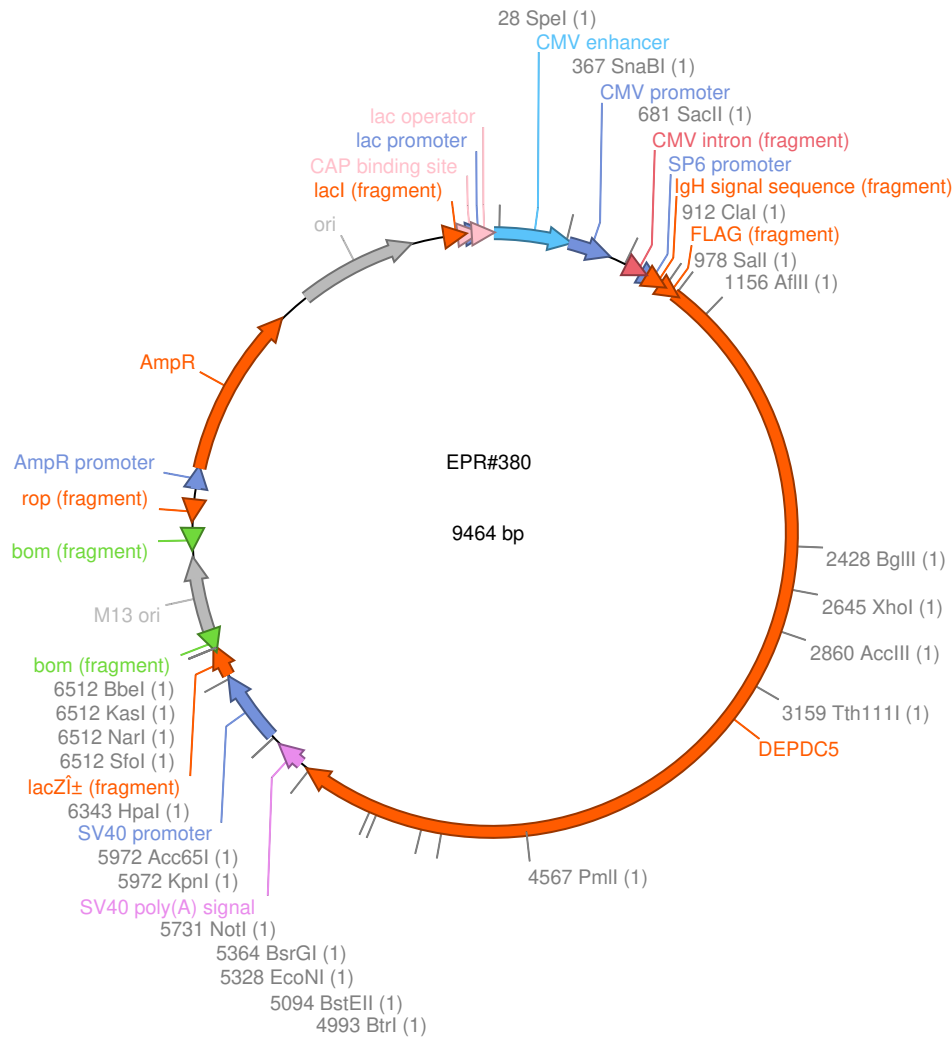 28 SpeI (1)
CMV enhancer
367 SnaBI (1)
CMV promoter
681 SacII (1)
lac operator
lac promoter
CMV intron (fragment)
CAP binding site
SP6 promoter
lacI (fragment)
IgH signal sequence (fragment)
912 ClaI (1)
ori
FLAG (fragment)
978 SalI (1)
1156 AflII (1)
AmpR
EPR#380
AmpR promoter
rop (fragment)
9464 bp
bom (fragment)
2428 BglII (1)
2645 XhoI (1)
M13 ori
2860 AccIII (1)
bom (fragment)
6512 BbeI (1)
6512 KasI (1)
3159 Tth111I (1)
6512 NarI (1)
DEPDC5
6512 SfoI (1)
lacZÎ± (fragment)
6343 HpaI (1)
SV40 promoter
5972 Acc65I (1)
5972 KpnI (1)
4567 PmlI (1)
SV40 poly(A) signal
5731 NotI (1)
5364 BsrGI (1)
5328 EcoNI (1)
5094 BstEII (1)
4993 BtrI (1)